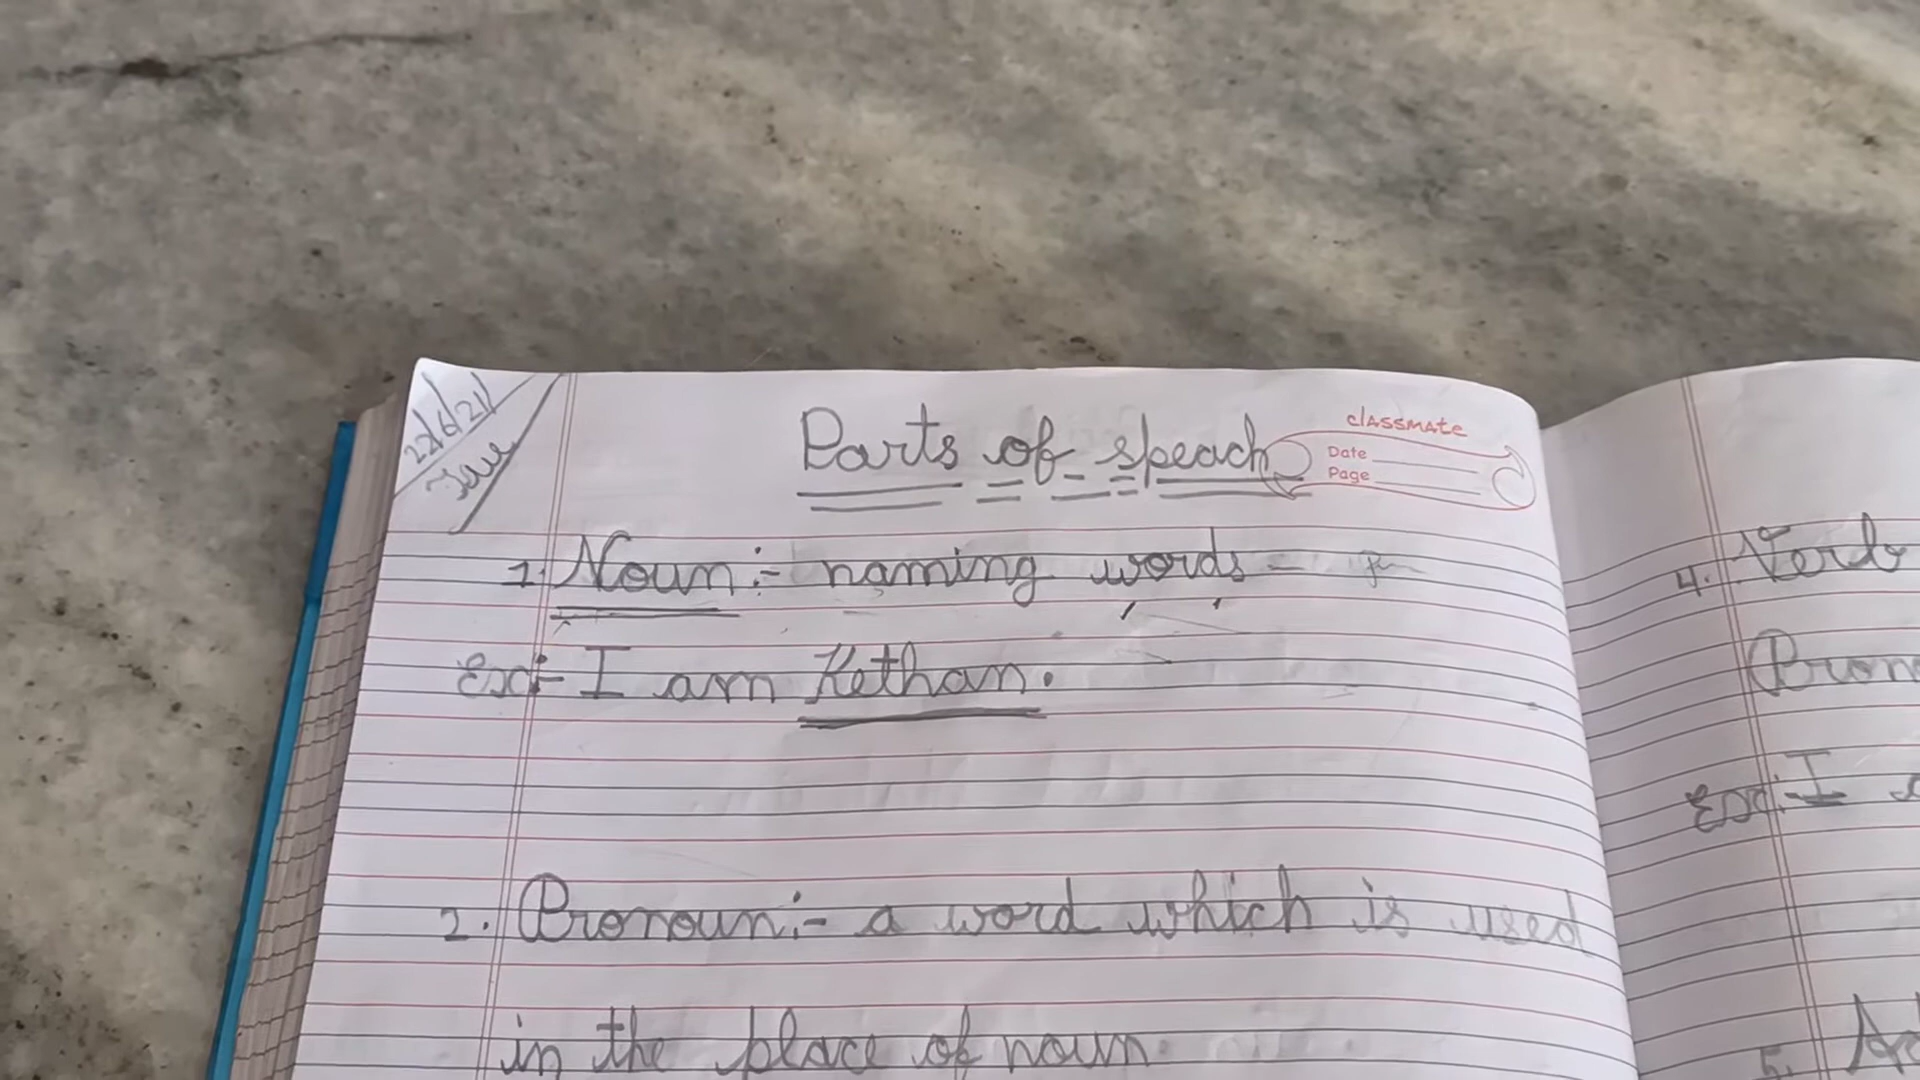 22/6/21
Tue
Parts of speach
classmate
Date
Page
1. Noun :- naming words -
Ex:- I am Kethan.
2. Pronoun :- a word which is used
in the place of noun.
4. Verb
Ex:- I
5.